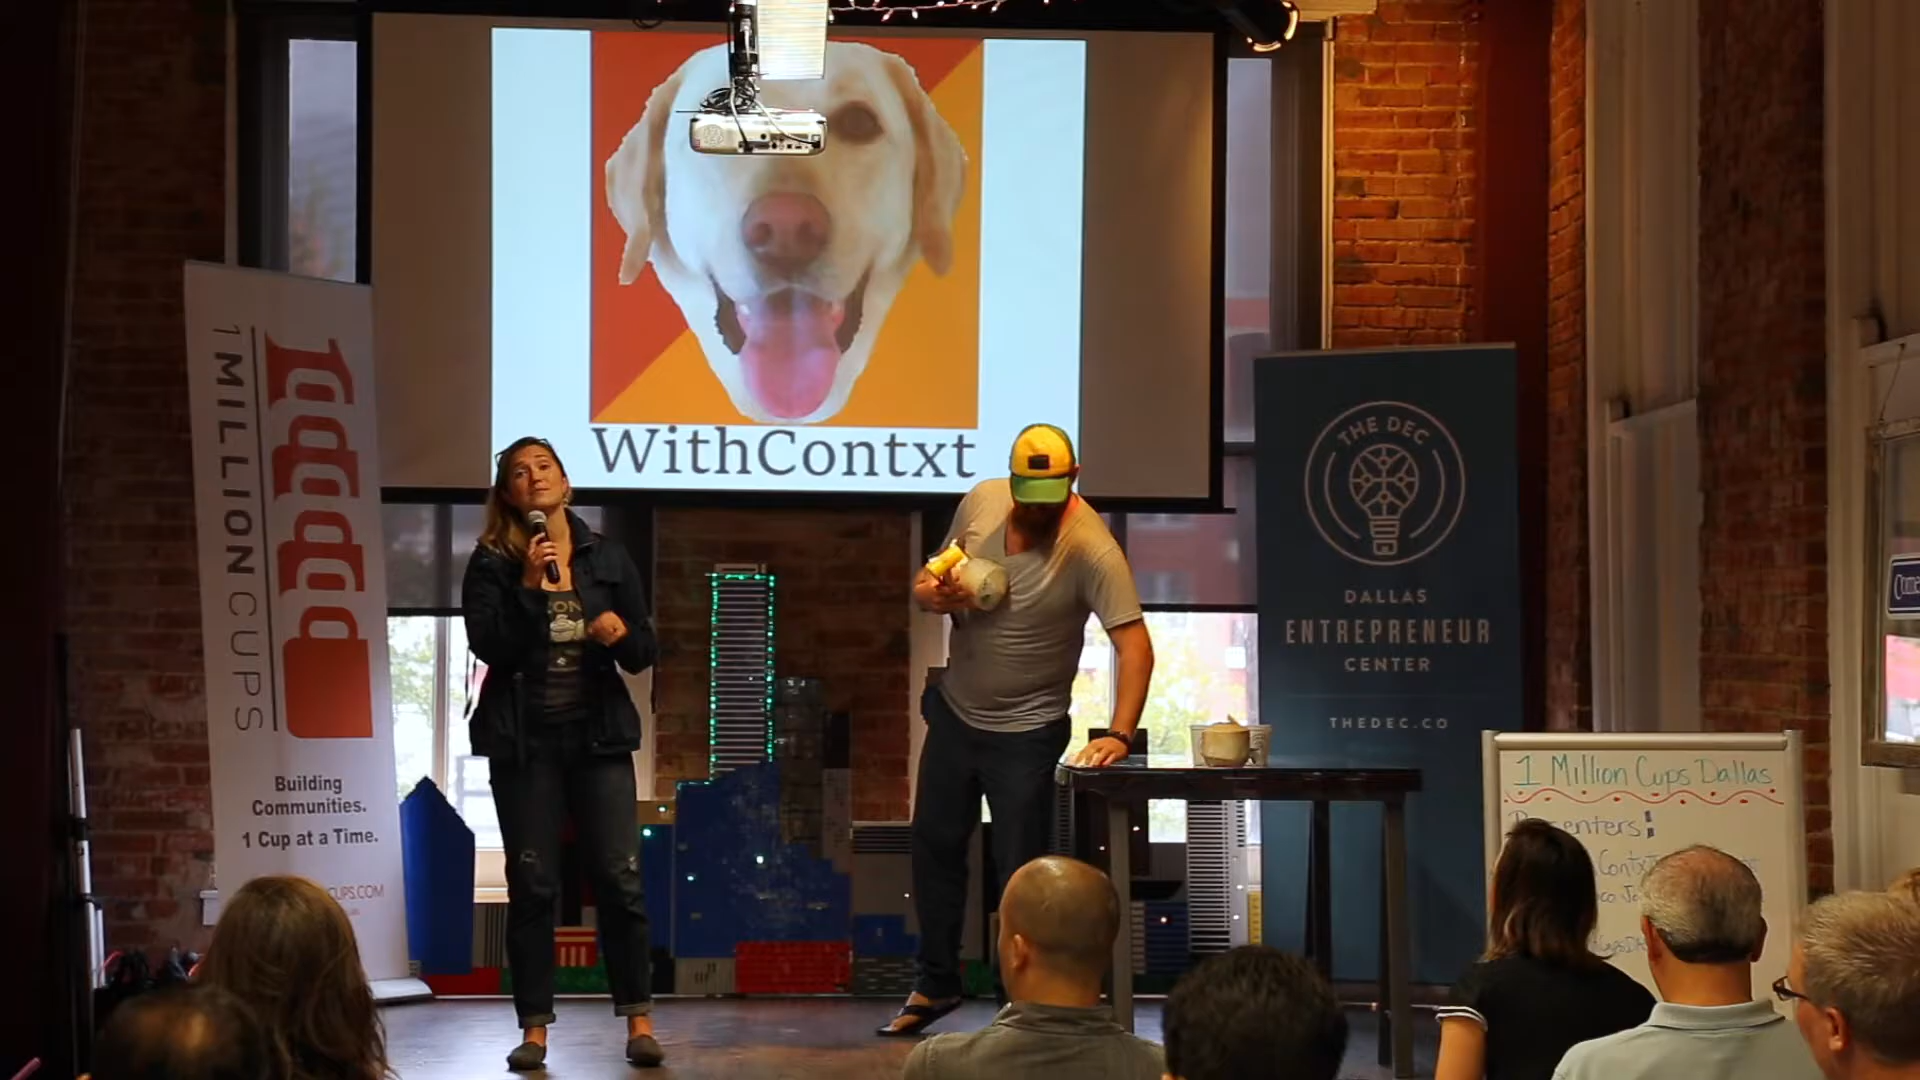 WithContxt
1 MILLION CUPS
Building
Communities.
1 Cup at a Time.
THE DEC
DALLAS
ENTREPRENEUR
CENTER
THEDEC.CO
1 Million Cups Dallas